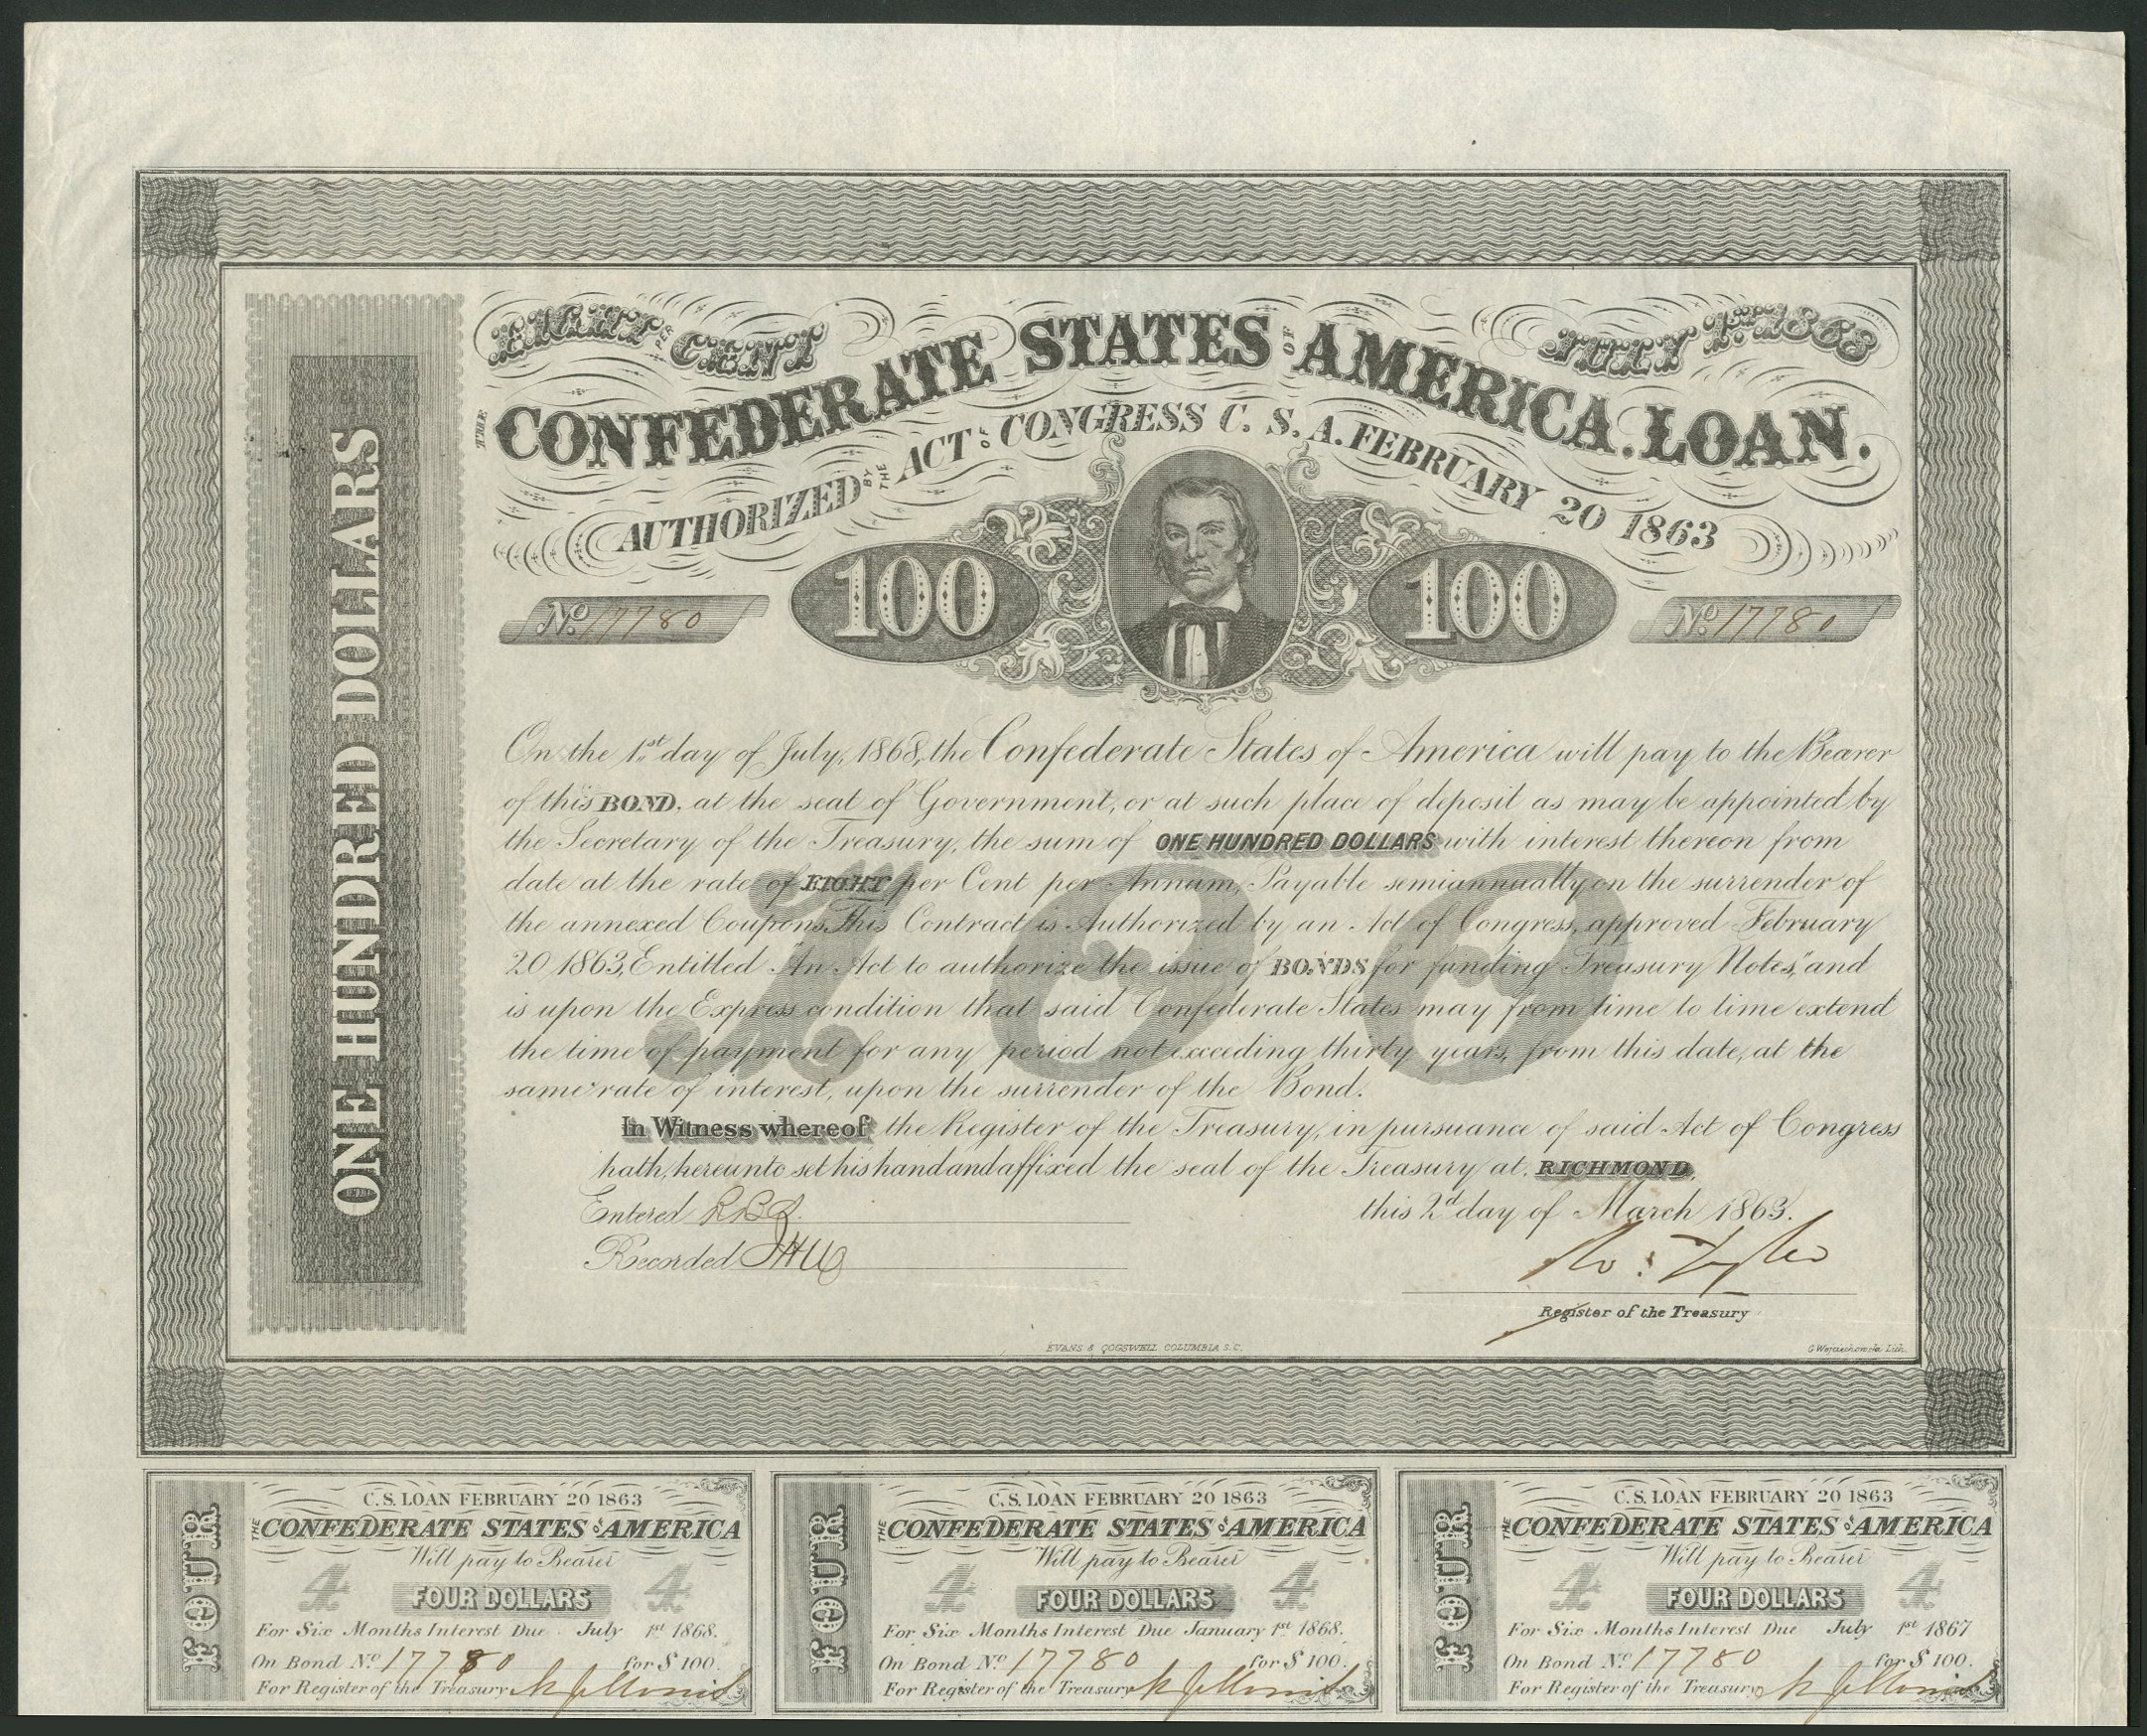 ONE HUNDRED DOLLARS
EIGHT PER CENT
JULY 1st 1868
THE CONFEDERATE STATES OF AMERICA. LOAN.
AUTHORIZED BY THE ACT OF CONGRESS C. S. A. FEBRUARY 20 1863
No. 17780
100
100
No. 17780
On the 1st day of July, 1868, the Confederate States of America will pay to the Bearer
of this BOND, at the seat of Government, or at such place of deposit as may be appointed by
the Secretary of the Treasury, the sum of ONE HUNDRED DOLLARS with interest thereon from
date at the rate of EIGHT per Cent per Annum, Payable semiannually on the surrender of
the annexed Coupons. This Contract is Authorized by an Act of Congress, approved February
20 1863, Entitled "An Act to authorize the issue of BONDS for funding Treasury Notes," and
is upon the Express condition that said Confederate States may from time to time extend
the time of payment for any period not exceeding thirty years, from this date, at the
same rate of interest, upon the surrender of the Bond.
100
In Witness whereof the Register of the Treasury, in pursuance of said Act of Congress
hath, hereunto set his hand and affixed the seal of the Treasury at, RICHMOND,
this 2d day of March 1863.
Entered
Recorded
Ro: Tyler
Register of the Treasury
EVANS & COGSWELL COLUMBIA S.C.
Lith.
FOUR
C. S. LOAN FEBRUARY 20 1863
THE CONFEDERATE STATES OF AMERICA
Will pay to Bearer
4 FOUR DOLLARS 4
For Six Months Interest Due July 1st 1868.
On Bond No. 17780 for $ 100.
For Register of the Treasury
FOUR
C. S. LOAN FEBRUARY 20 1863
THE CONFEDERATE STATES OF AMERICA
Will pay to Bearer
4 FOUR DOLLARS 4
For Six Months Interest Due January 1st 1868.
On Bond No. 17780 for $ 100.
For Register of the Treasury
FOUR
C. S. LOAN FEBRUARY 20 1863
THE CONFEDERATE STATES OF AMERICA
Will pay to Bearer
4 FOUR DOLLARS 4
For Six Months Interest Due July 1st 1867
On Bond No. 17780 for $ 100.
For Register of the Treasury